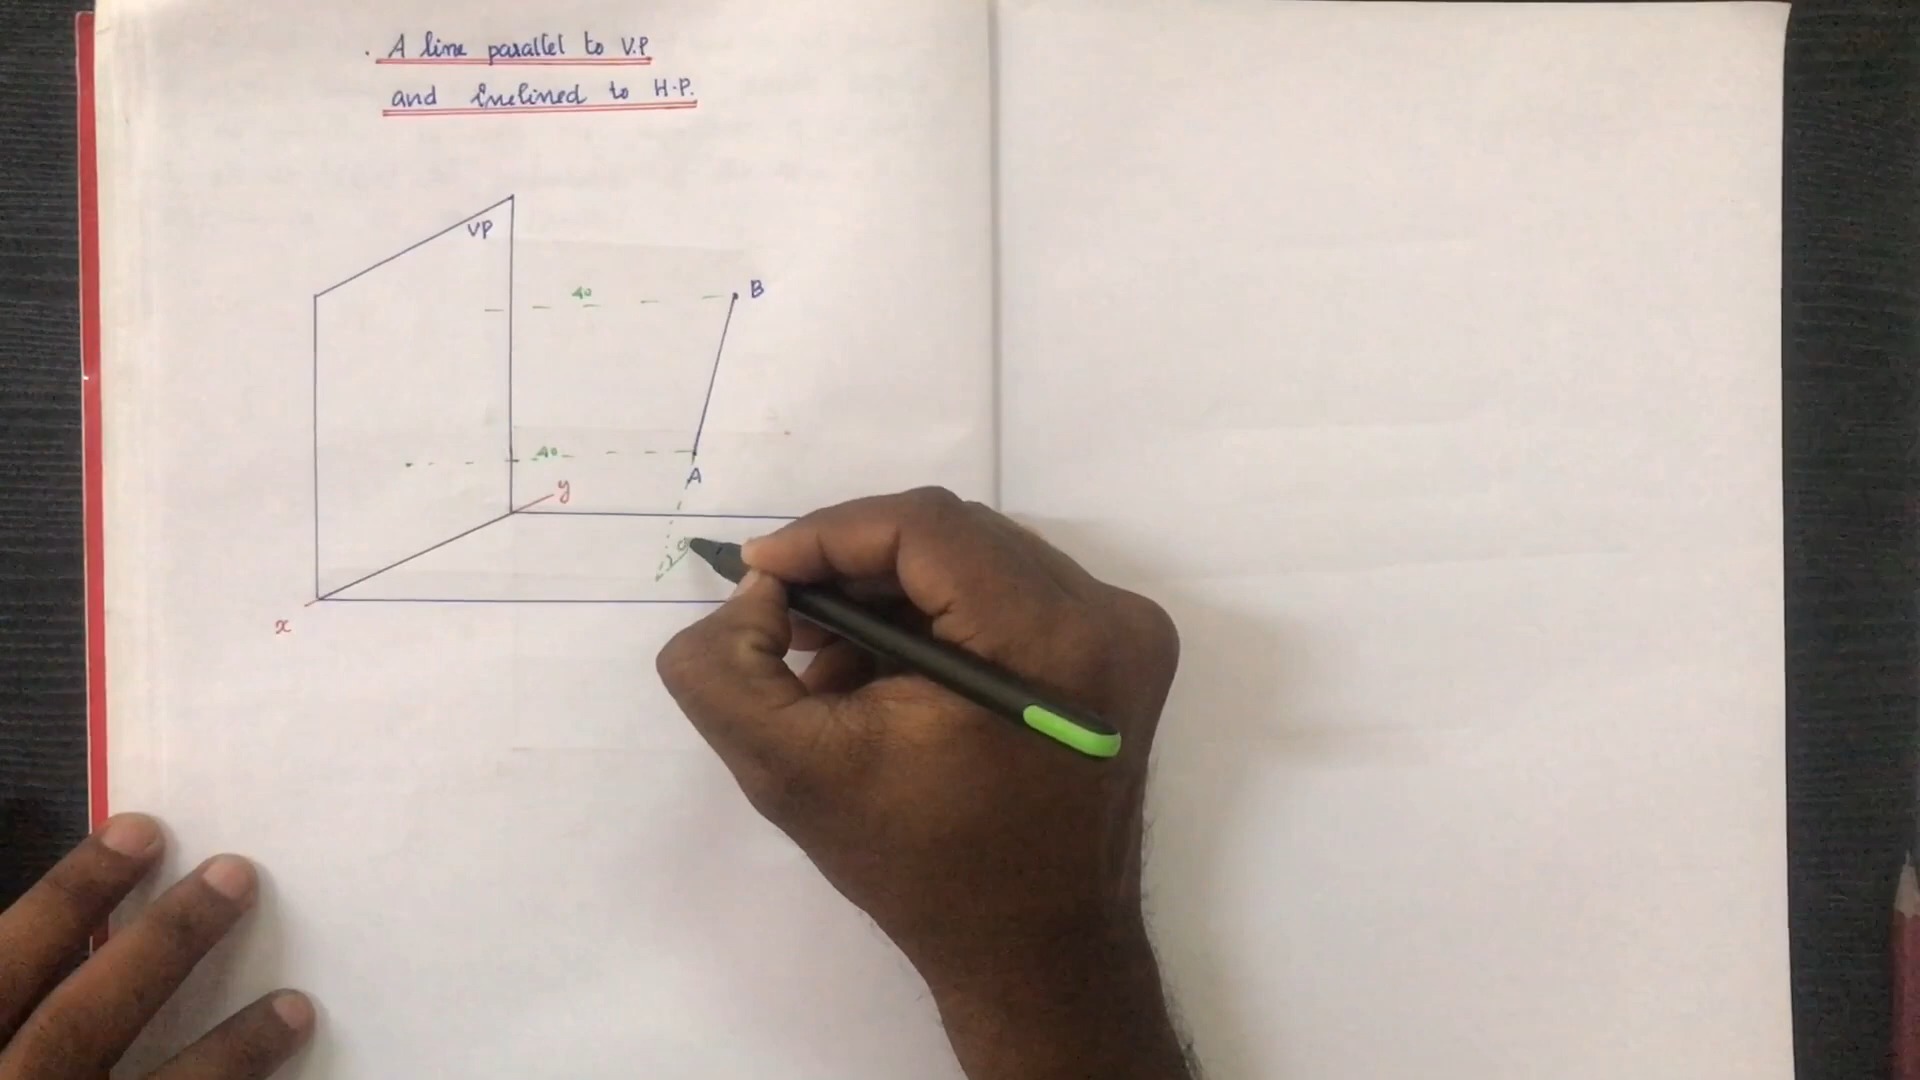 . A line parallel to V.P
and inclined to H.P.
VP
40
B
40
A
y
x